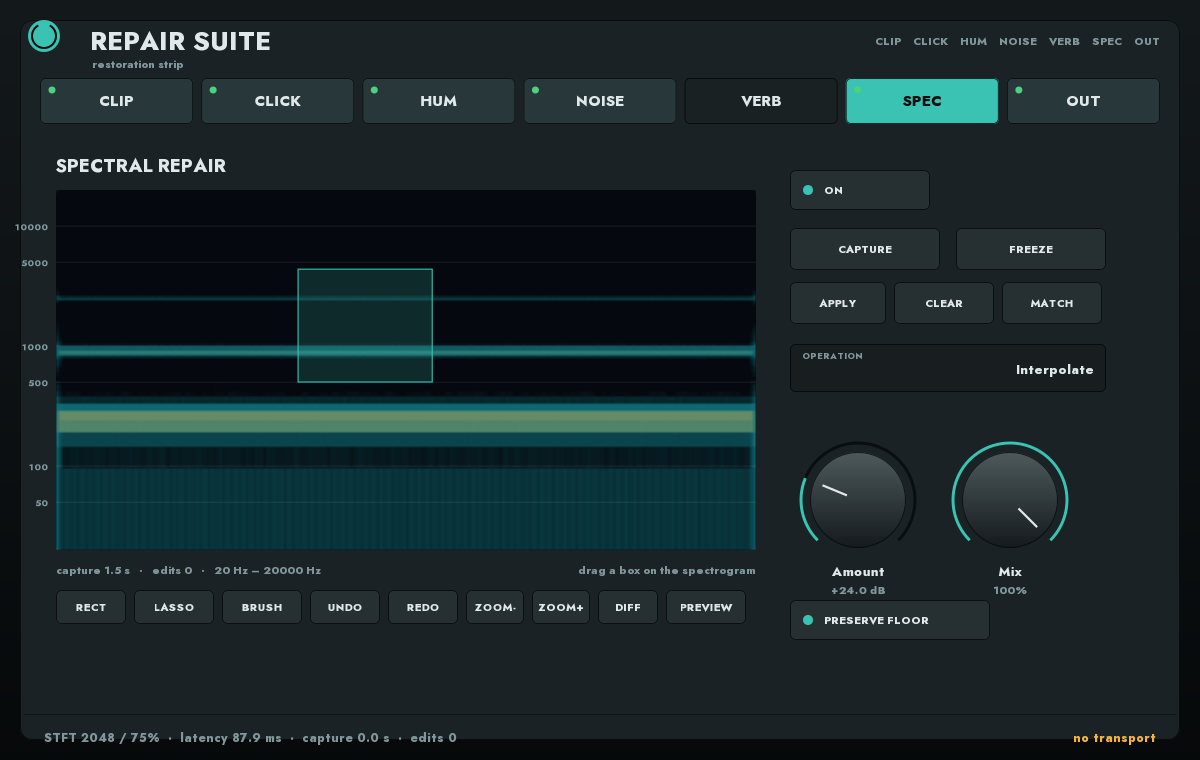 REPAIR SUITE
CLIP CLICK HUM NOISE VERB SPEC OUT
restoration strip
CLIP CLICK HUM NOISE VERB SPEC OUT
SPECTRAL REPAIR
10000
5000
1000
500
100
50
capture 1.5 s · edits 0 · 20 Hz – 20000 Hz
drag a box on the spectrogram
RECT LASSO BRUSH UNDO REDO ZOOM- ZOOM+ DIFF PREVIEW
ON
CAPTURE FREEZE
APPLY CLEAR MATCH
OPERATION
Interpolate
Amount Mix
+24.0 dB 100%
PRESERVE FLOOR
STFT 2048 / 75% · latency 87.9 ms · capture 0.0 s · edits 0
no transport